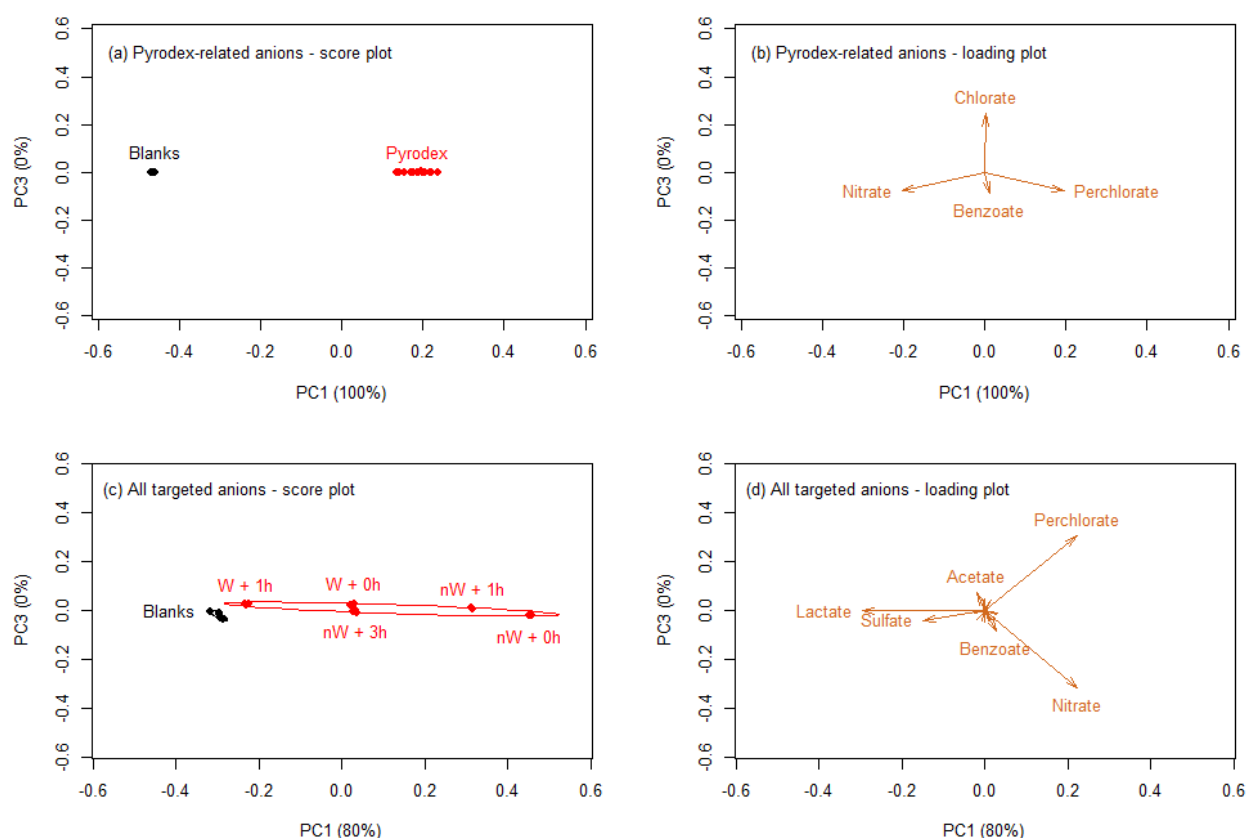 (a) Pyrodex-related anions - score plot
Blanks
Pyrodex
PC3 (0%)
0.6
0.4
0.2
0.0
-0.2
-0.4
-0.6
-0.6 -0.4 -0.2 0.0 0.2 0.4 0.6
PC1 (100%)
(b) Pyrodex-related anions - loading plot
Chlorate
Nitrate
Benzoate
Perchlorate
PC3 (0%)
0.6
0.4
0.2
0.0
-0.2
-0.4
-0.6
-0.6 -0.4 -0.2 0.0 0.2 0.4 0.6
PC1 (100%)
(c) All targeted anions - score plot
Blanks
W + 1h
W + 0h
nW + 1h
nW + 3h
nW + 0h
PC3 (0%)
0.6
0.4
0.2
0.0
-0.2
-0.4
-0.6
-0.6 -0.4 -0.2 0.0 0.2 0.4 0.6
PC1 (80%)
(d) All targeted anions - loading plot
Perchlorate
Acetate
Lactate
Sulfate
Benzoate
Nitrate
PC3 (0%)
0.6
0.4
0.2
0.0
-0.2
-0.4
-0.6
-0.6 -0.4 -0.2 0.0 0.2 0.4 0.6
PC1 (80%)